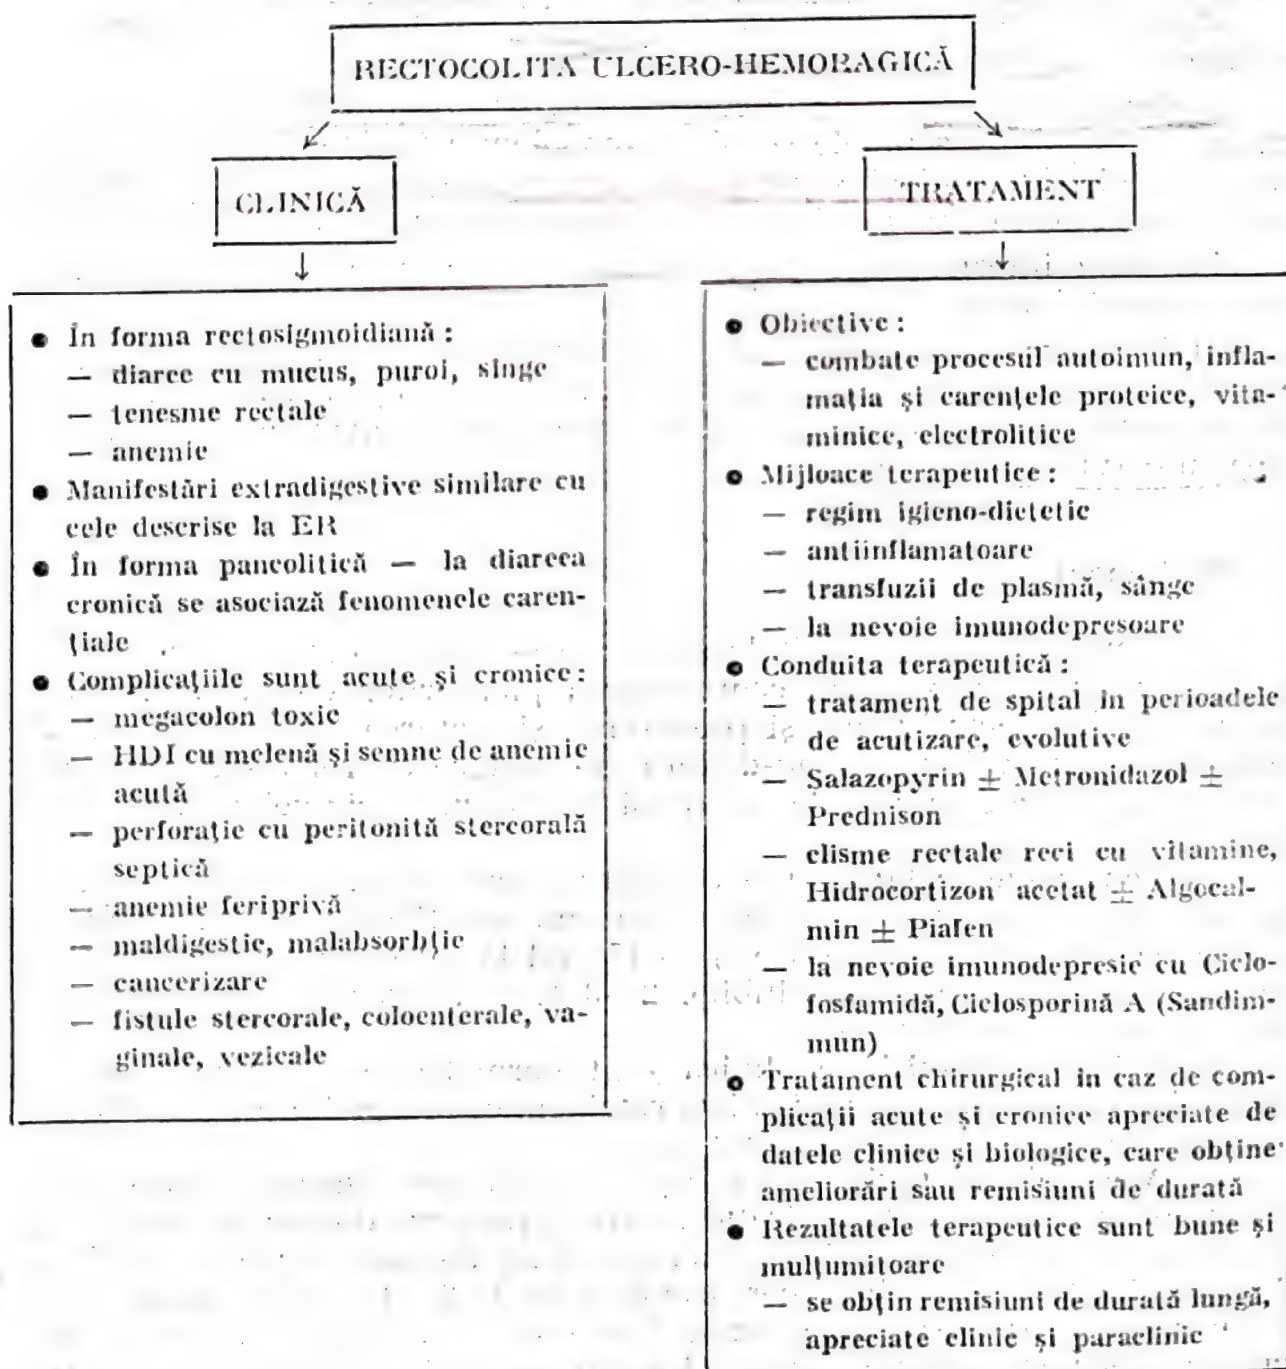 RECTOCOLITA ULCERO-HEMORAGICĂ
CLINICĂ
● În forma rectosigmoidiană :
— diaree cu mucus, puroi, sînge
— tenesme rectale
— anemie
● Manifestări extradigestive similare cu
cele descrise la ER
● În forma pancolitică — la diareea
cronică se asociază fenomenele caren-
țiale
● Complicațiile sunt acute și cronice :
— megacolon toxic
— HDI cu melenă și semne de anemie
acută
— perforație cu peritonită stercorală
septică
— anemie feriprivă
— maldigestie, malabsorbție
— cancerizare
— fistule stercorale, coloenterale, va-
ginale, vezicale
TRATAMENT
● Obiective :
— combate procesul autoimun, infla-
mația și carențele proteice, vita-
minice, electrolitice
● Mijloace terapeutice :
— regim igieno-dietetic
— antiinflamatoare
— transfuzii de plasmă, sânge
— la nevoie imunodepresoare
● Conduita terapeutică :
— tratament de spital în perioadele
de acutizare, evolutive
— Salazopyrin ± Metronidazol ±
Prednison
— clisme rectale reci cu vitamine,
Hidrocortizon acetat ± Algocal-
min ± Piafen
— la nevoie imunodepresie cu Ciclo-
fosfamidă, Ciclosporină A (Sandim-
mun)
● Tratament chirurgical în caz de com-
plicații acute și cronice apreciate de
datele clinice și biologice, care obține
ameliorări sau remisiuni de durată
● Rezultatele terapeutice sunt bune și
mulțumitoare
— se obțin remisiuni de durată lungă,
apreciate clinic și paraclinic